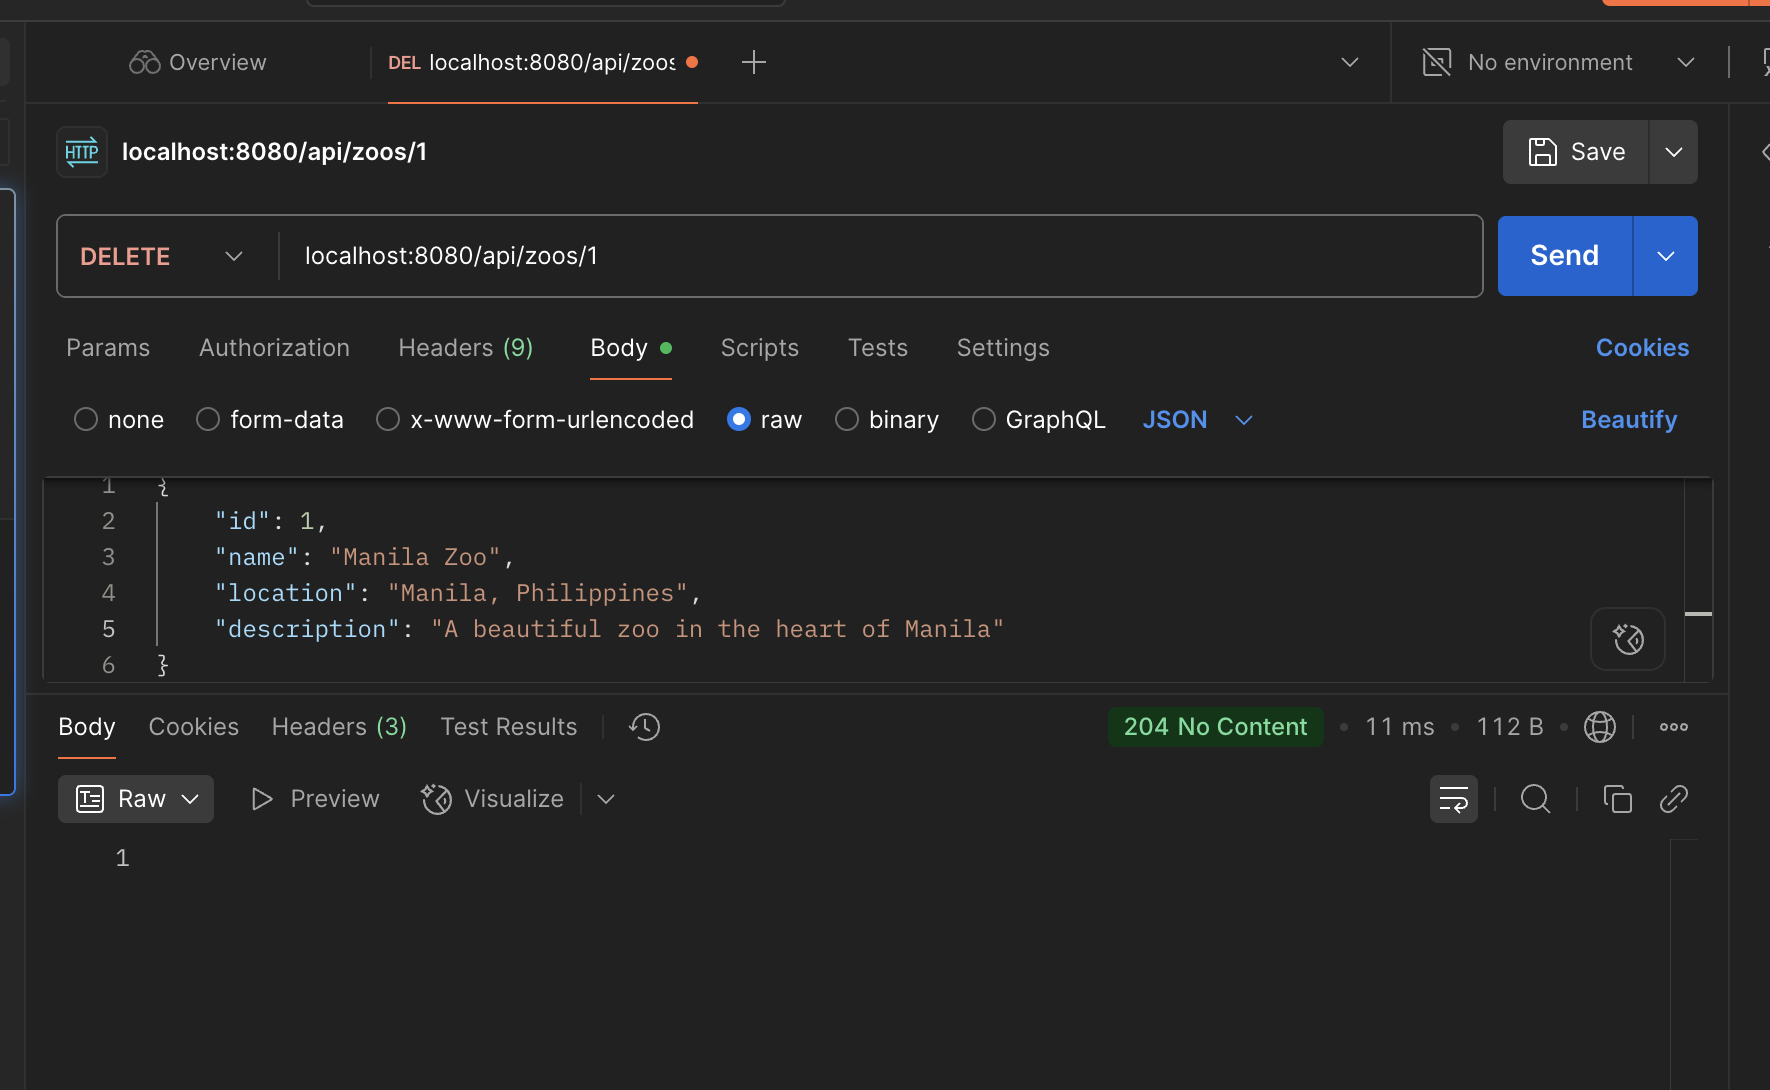 Overview
DEL localhost:8080/api/zoos
No environment
HTTP localhost:8080/api/zoos/1
Save
DELETE localhost:8080/api/zoos/1
Send
Params Authorization Headers (9) Body Scripts Tests Settings Cookies
none form-data x-www-form-urlencoded raw binary GraphQL JSON Beautify
1 {
2 "id": 1,
3 "name": "Manila Zoo",
4 "location": "Manila, Philippines",
5 "description": "A beautiful zoo in the heart of Manila"
6 }
Body Cookies Headers (3) Test Results 204 No Content • 11 ms • 112 B •
Raw Preview Visualize
1